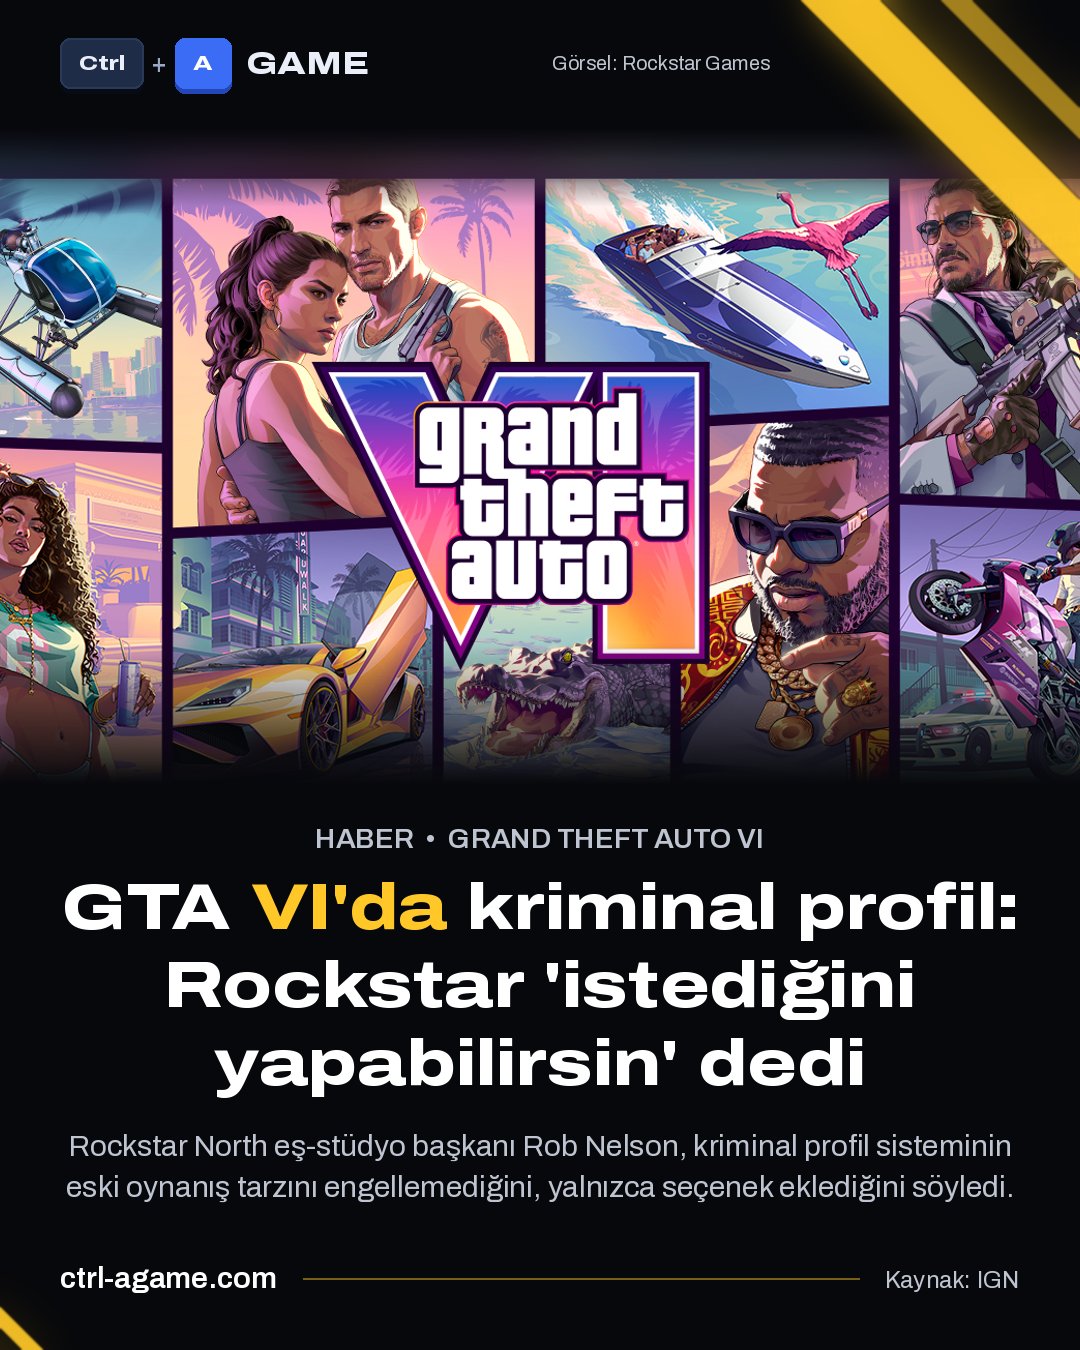 Ctrl + A GAME
Görsel: Rockstar Games
grand
theft
auto
VI
HABER • GRAND THEFT AUTO VI
GTA VI'da kriminal profil:
Rockstar 'istediğini
yapabilirsin' dedi
Rockstar North eş-stüdyo başkanı Rob Nelson, kriminal profil sisteminin
eski oynanış tarzını engellemediğini, yalnızca seçenek eklediğini söyledi.
ctrl-agame.com
Kaynak: IGN